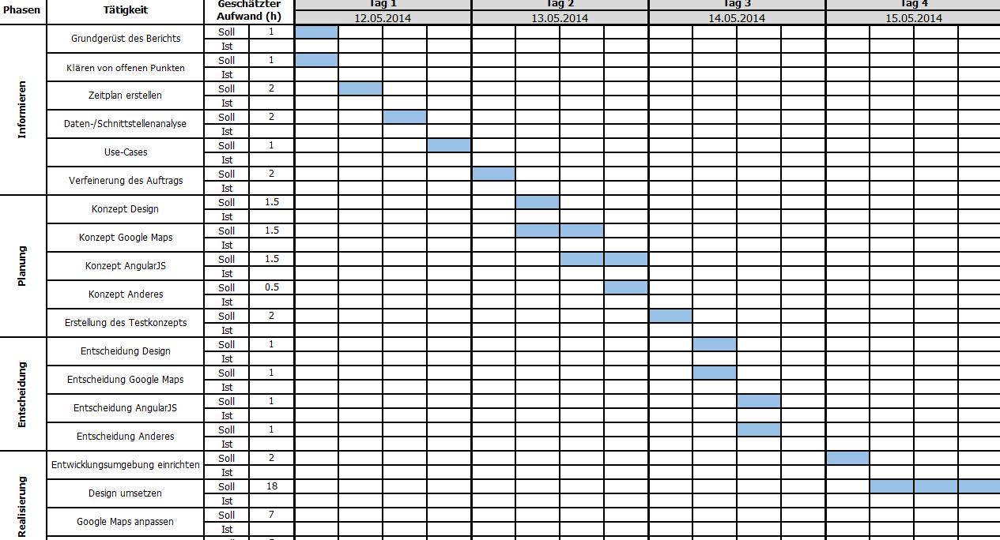 Phasen Tätigkeit Geschätzter Aufwand (h) Tag 1 Tag 2 Tag 3 Tag 4
12.05.2014 13.05.2014 14.05.2014 15.05.2014
Informieren
Grundgerüst des Berichts Soll 1
Ist
Klären von offenen Punkten Soll 1
Ist
Zeitplan erstellen Soll 2
Ist
Daten-/Schnittstellenanalyse Soll 2
Ist
Use-Cases Soll 1
Ist
Verfeinerung des Auftrags Soll 2
Ist
Planung
Konzept Design Soll 1.5
Ist
Konzept Google Maps Soll 1.5
Ist
Konzept AngularJS Soll 1.5
Ist
Konzept Anderes Soll 0.5
Ist
Erstellung des Testkonzepts Soll 2
Ist
Entscheidung
Entscheidung Design Soll 1
Ist
Entscheidung Google Maps Soll 1
Ist
Entscheidung AngularJS Soll 1
Ist
Entscheidung Anderes Soll 1
Ist
Realisierung
Entwicklungsumgebung einrichten Soll 2
Ist
Design umsetzen Soll 18
Ist
Google Maps anpassen Soll 7
Ist